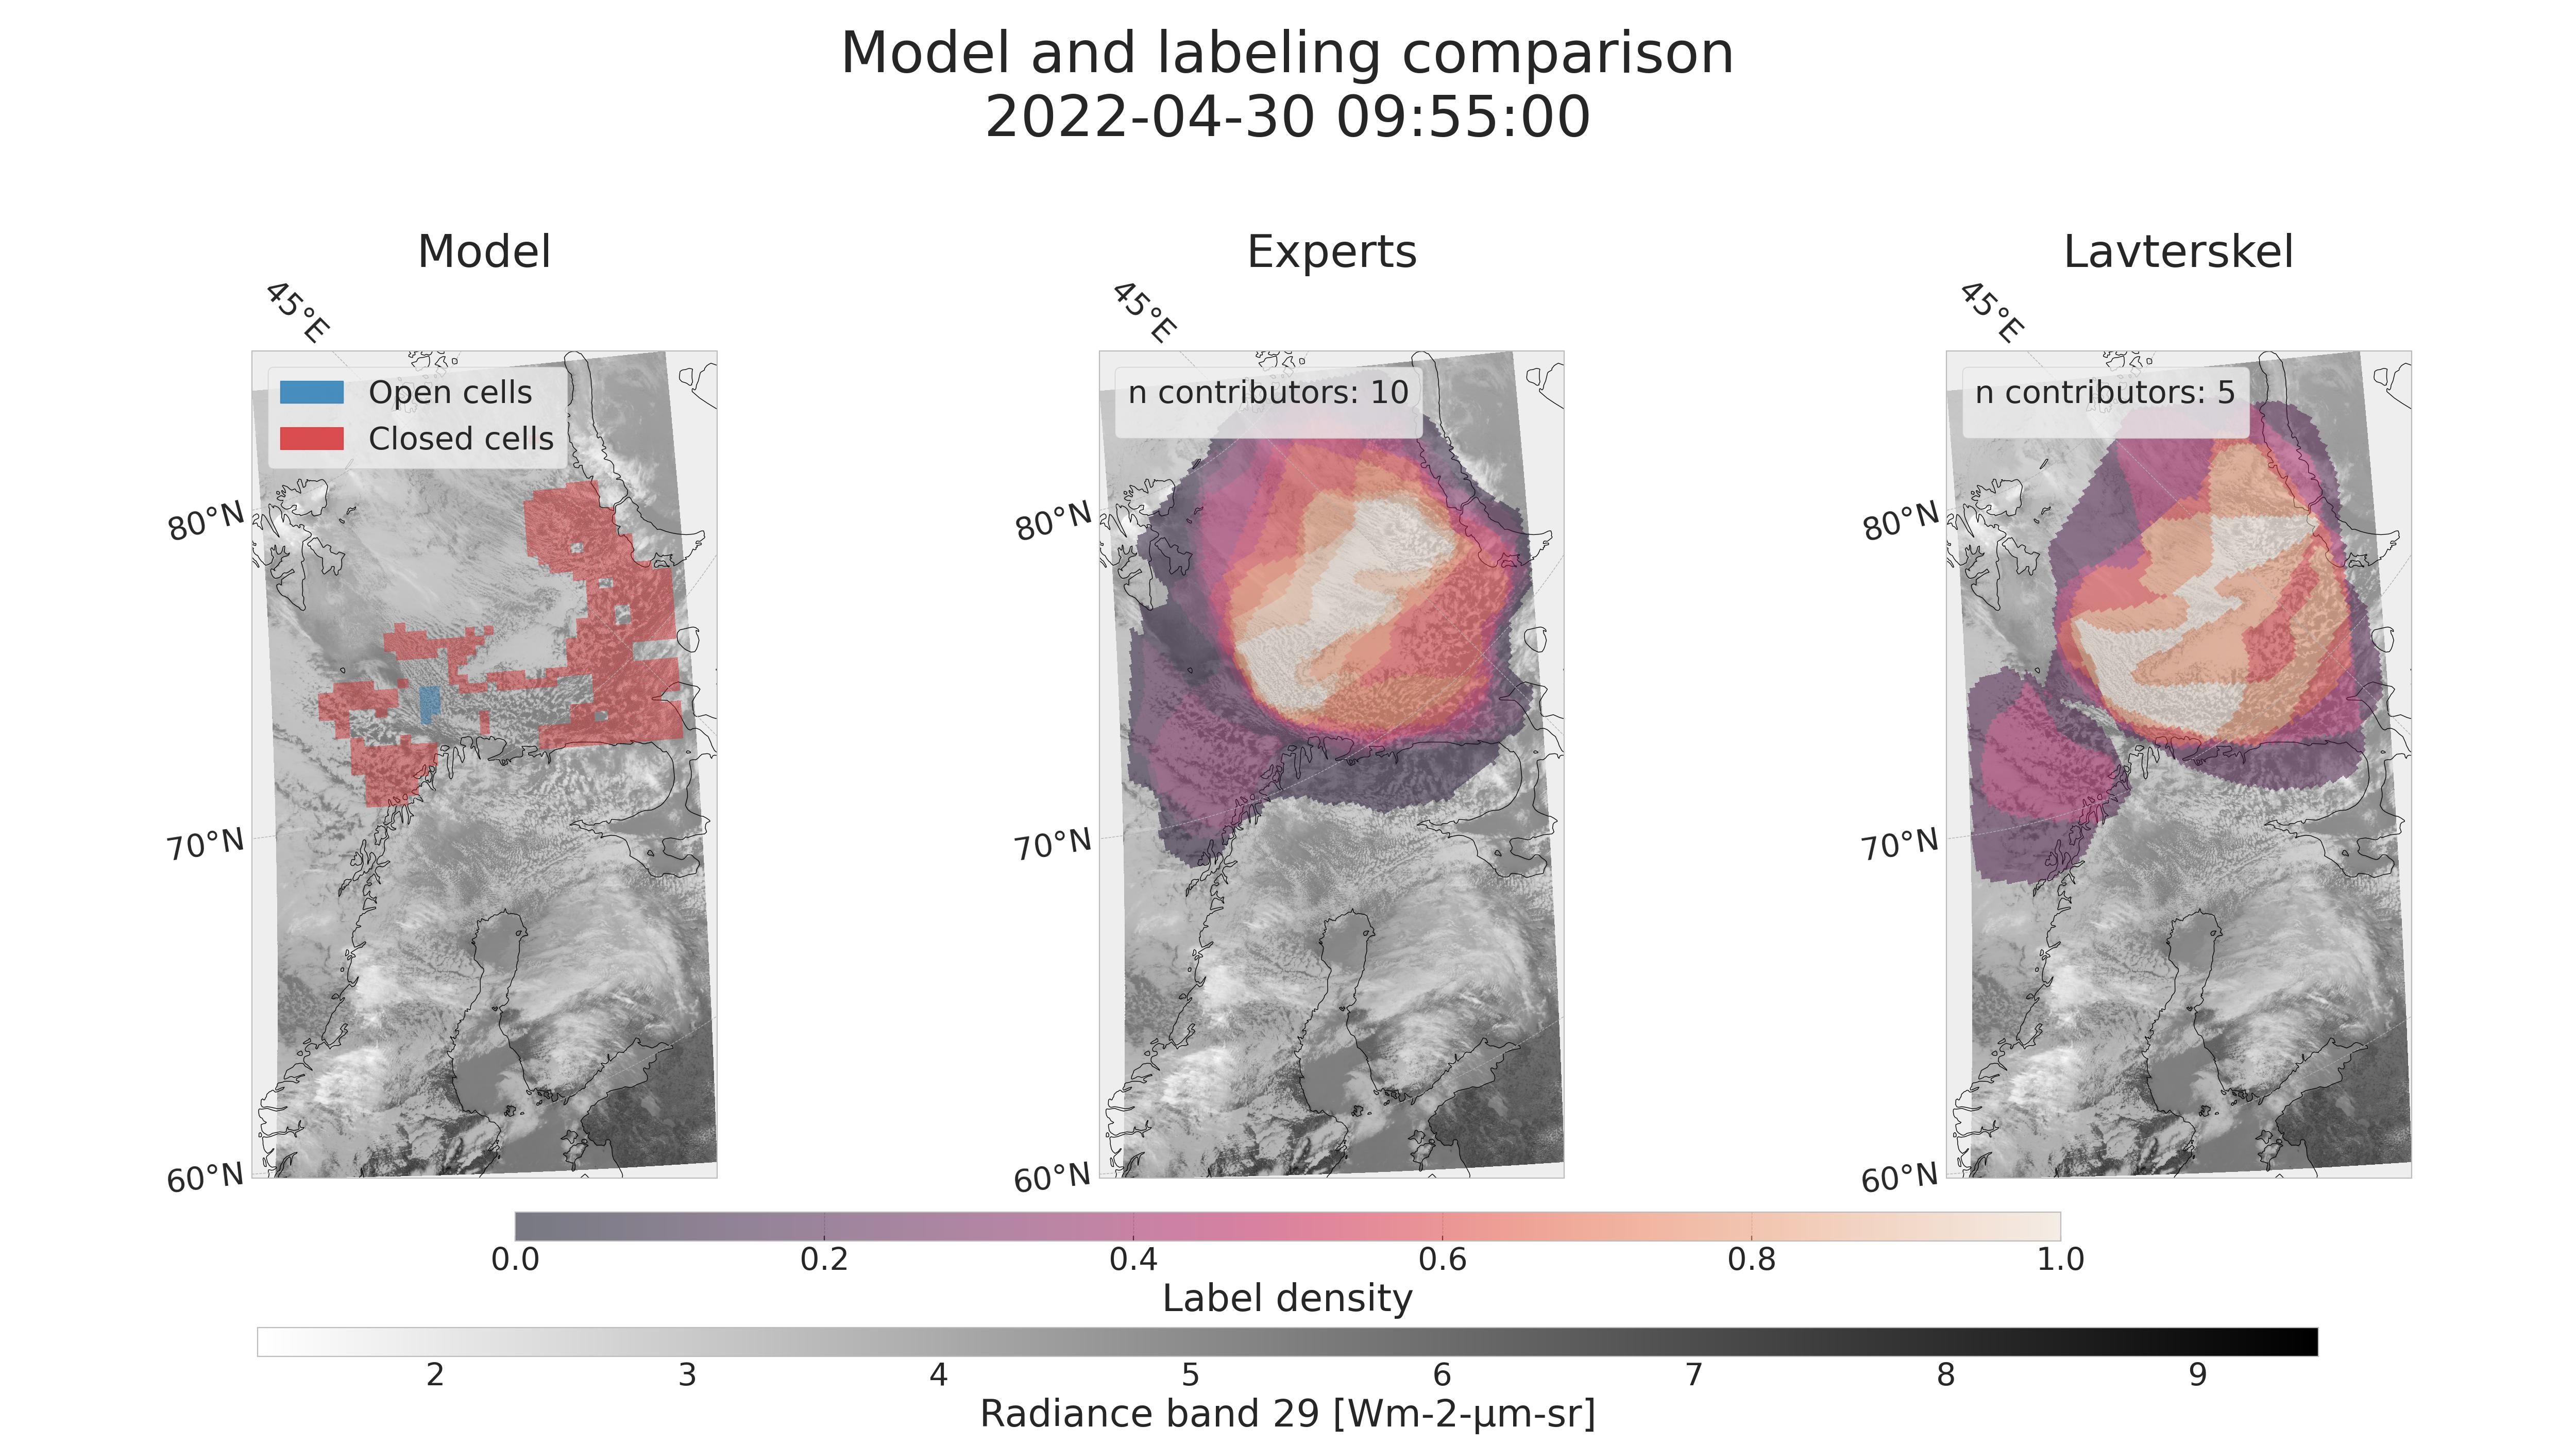 Model and labeling comparison
2022-04-30 09:55:00
Model
45°E
Open cells
Closed cells
80°N
70°N
60°N
Experts
45°E
n contributors: 10
80°N
70°N
60°N
Lavterskel
45°E
n contributors: 5
80°N
70°N
60°N
0.0 0.2 0.4 0.6 0.8 1.0
Label density
2 3 4 5 6 7 8 9
Radiance band 29 [Wm-2-μm-sr]